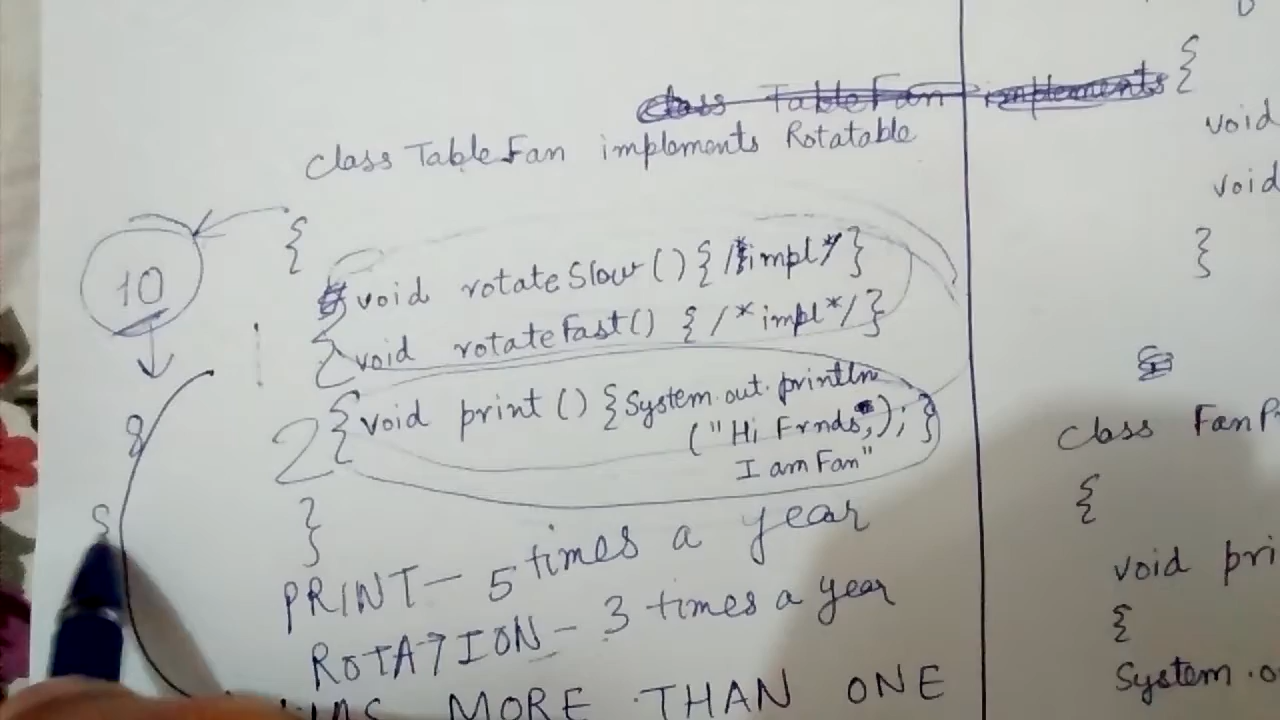 class TableFan implements
class TableFan implements Rotatable
{
10
void rotateSlow() { /*impl*/ }
void rotateFast() { /*impl*/ }
2 { void print() { System.out.println
("Hi Frnds, ); }
I am Fan"
}
PRINT - 5 times a year
ROTATION - 3 times a year
MORE THAN ONE
{
void
void
}
class FanP
{
void pri
{
System.o